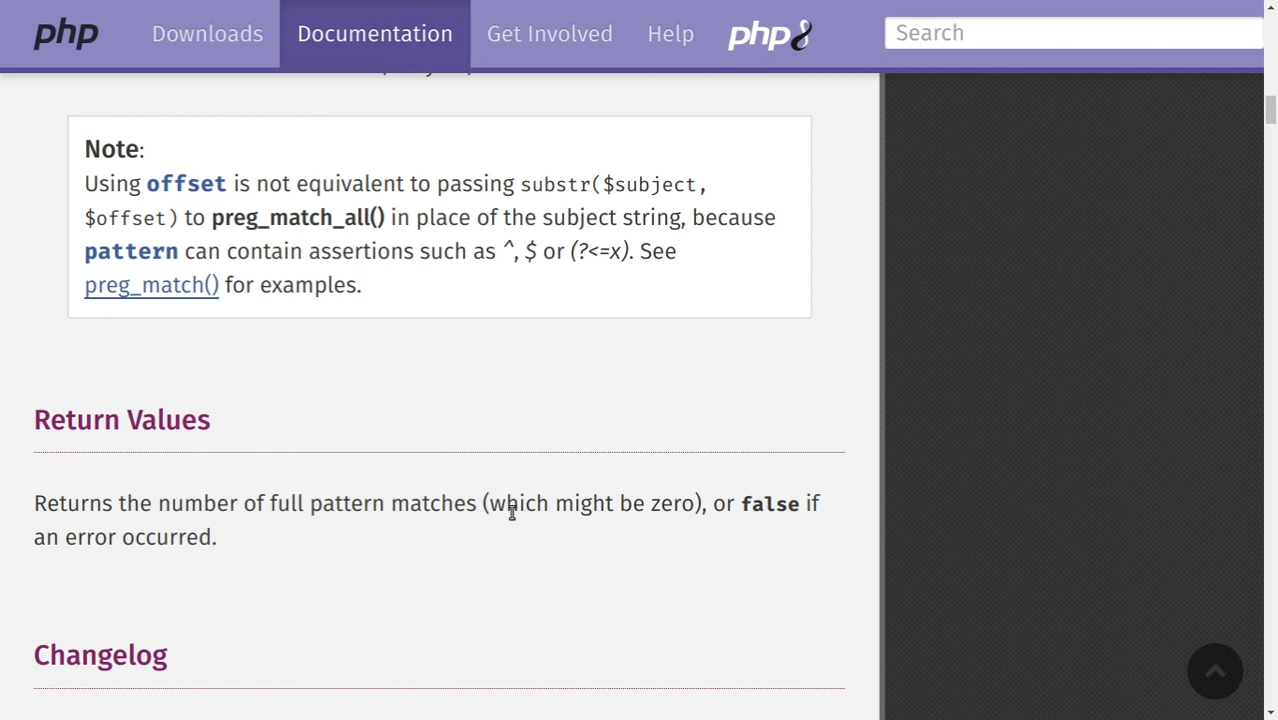 php Downloads Documentation Get Involved Help php8 Search
Note:
Using offset is not equivalent to passing substr($subject,
$offset) to preg_match_all() in place of the subject string, because
pattern can contain assertions such as ^, $ or (?<=x). See
preg_match() for examples.
Return Values
Returns the number of full pattern matches (which might be zero), or false if
an error occurred.
Changelog